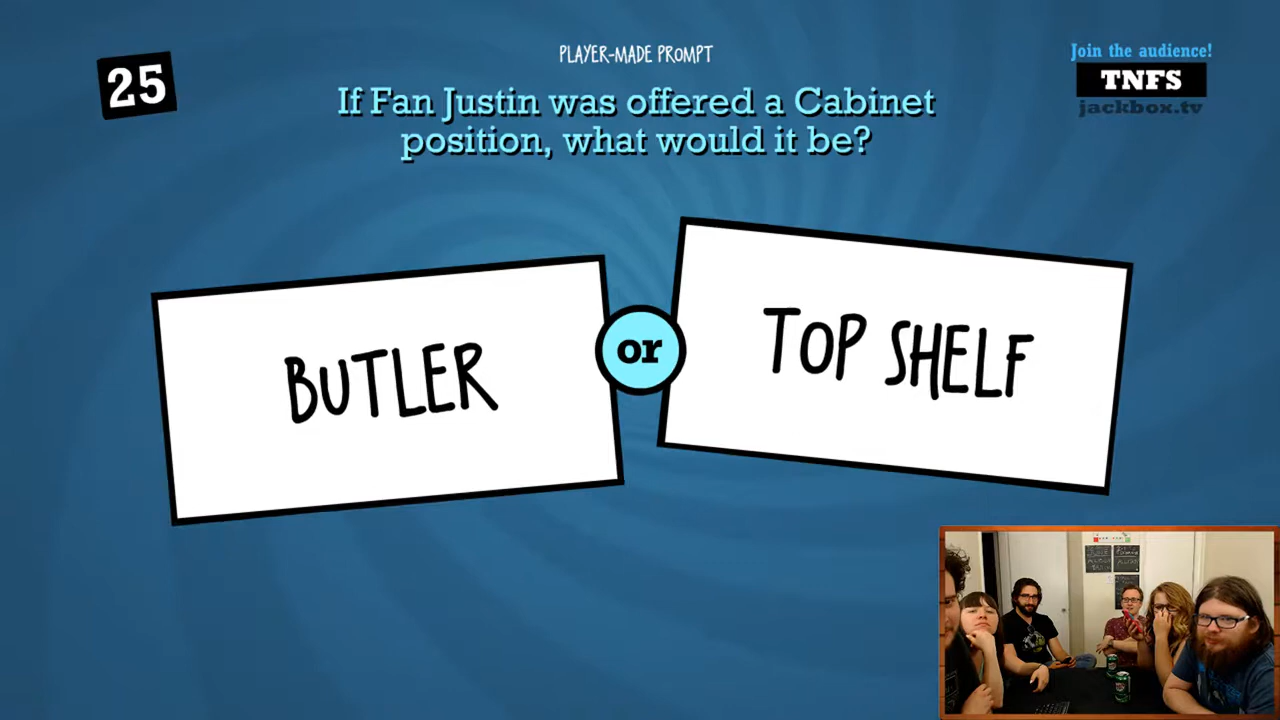 25
PLAYER-MADE PROMPT
If Fan Justin was offered a Cabinet
position, what would it be?
Join the audience!
TNFS
jackbox.tv
BUTLER
or
TOP SHELF